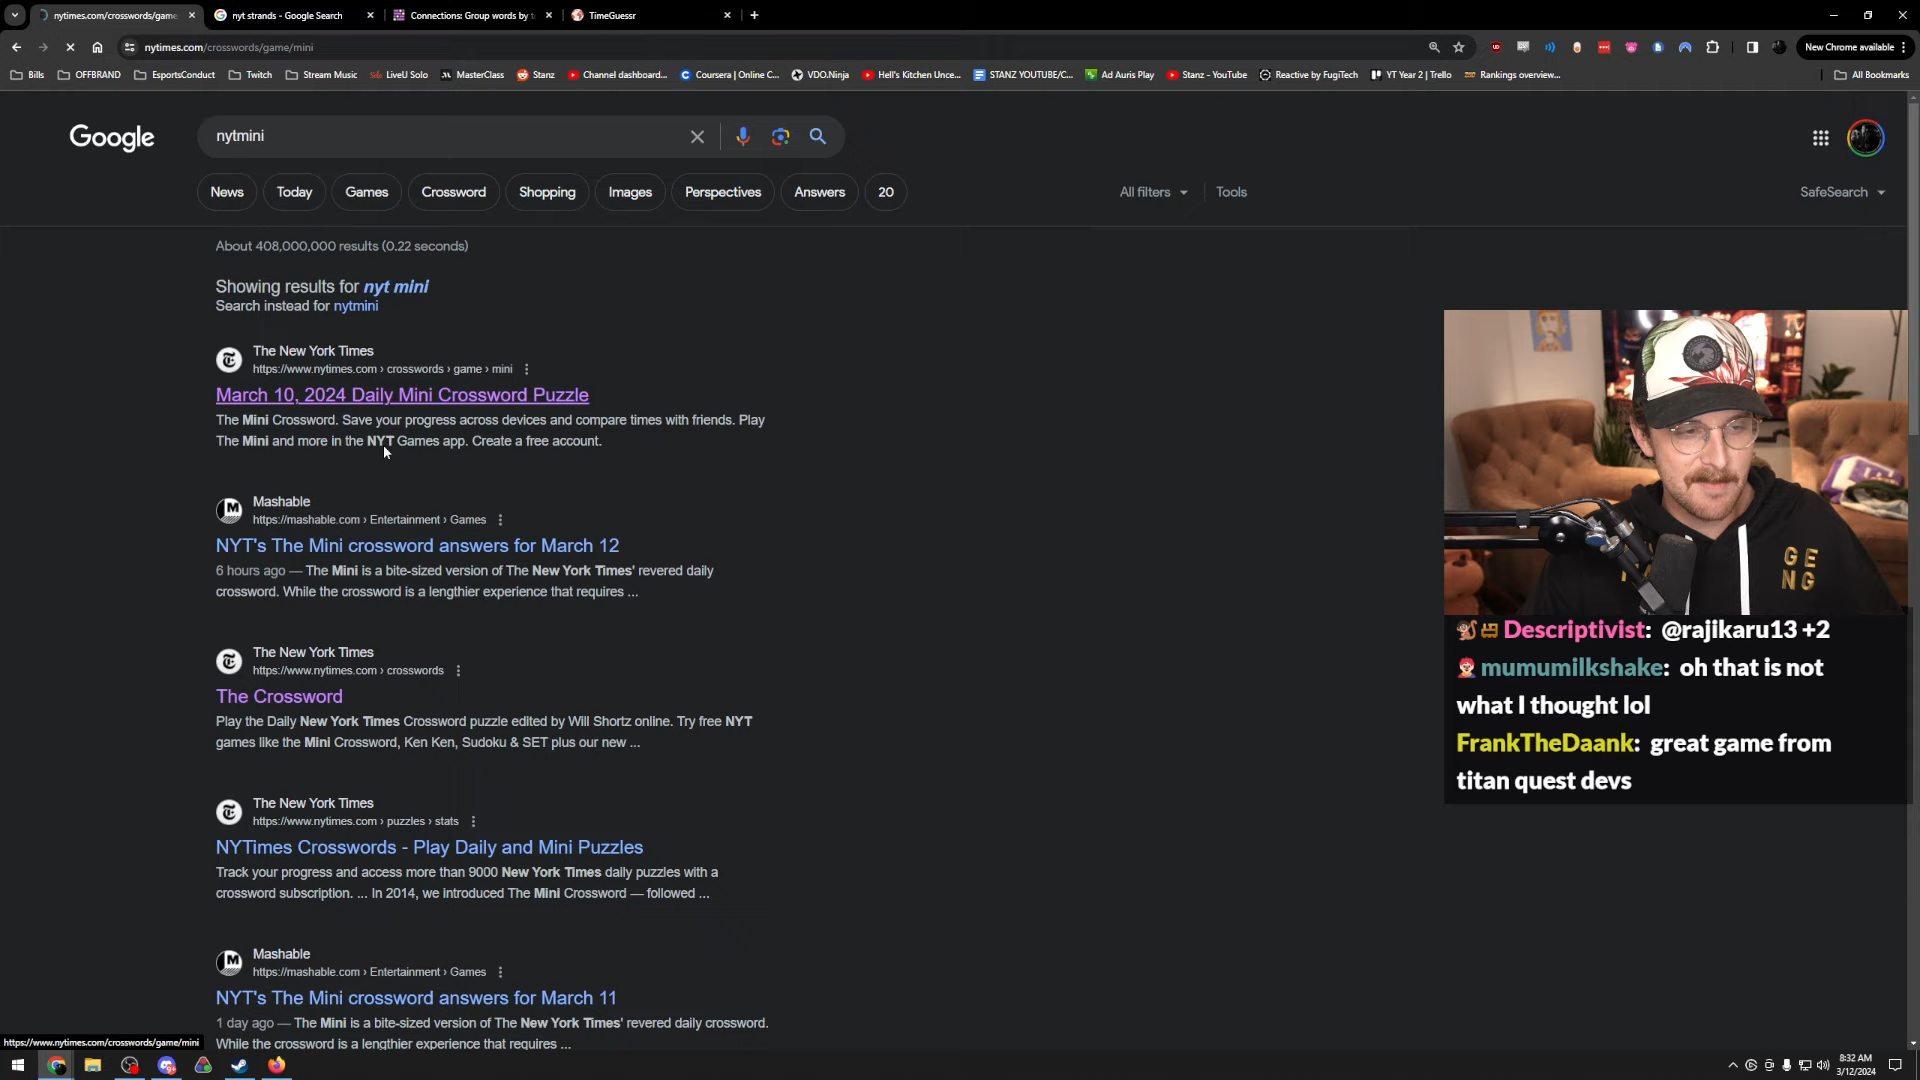 nytimes.com/crosswords/game
nyt strands - Google Search
Connections: Group words by t
TimeGuessr
nytimes.com/crosswords/game/mini
New Chrome available
Bills
OFFBRAND
EsportsConduct
Twitch
Stream Music
LiveU Solo
MasterClass
Stanz
Channel dashboard...
Coursera | Online C...
VDO.Ninja
Hell's Kitchen Unce...
STANZ YOUTUBE/C...
Ad Auris Play
Stanz - YouTube
Reactive by FugiTech
YT Year 2 | Trello
Rankings overview...
All Bookmarks
Google
nytmini
News
Today
Games
Crossword
Shopping
Images
Perspectives
Answers
20
All filters
Tools
SafeSearch
About 408,000,000 results (0.22 seconds)
Showing results for nyt mini
Search instead for nytmini
The New York Times
https://www.nytimes.com › crosswords › game › mini
March 10, 2024 Daily Mini Crossword Puzzle
The Mini Crossword. Save your progress across devices and compare times with friends. Play
The Mini and more in the NYT Games app. Create a free account.
Mashable
https://mashable.com › Entertainment › Games
NYT's The Mini crossword answers for March 12
6 hours ago — The Mini is a bite-sized version of The New York Times' revered daily
crossword. While the crossword is a lengthier experience that requires ...
The New York Times
https://www.nytimes.com › crosswords
The Crossword
Play the Daily New York Times Crossword puzzle edited by Will Shortz online. Try free NYT
games like the Mini Crossword, Ken Ken, Sudoku & SET plus our new ...
The New York Times
https://www.nytimes.com › puzzles › stats
NYTimes Crosswords - Play Daily and Mini Puzzles
Track your progress and access more than 9000 New York Times daily puzzles with a
crossword subscription. ... In 2014, we introduced The Mini Crossword — followed ...
Mashable
https://mashable.com › Entertainment › Games
NYT's The Mini crossword answers for March 11
1 day ago — The Mini is a bite-sized version of The New York Times' revered daily crossword.
While the crossword is a lengthier experience that requires ...
GE
NG
Descriptivist: @rajikaru13 +2
mumumilkshake: oh that is not
what I thought lol
FrankTheDaank: great game from
titan quest devs
https://www.nytimes.com/crosswords/game/mini
8:32 AM
3/12/2024